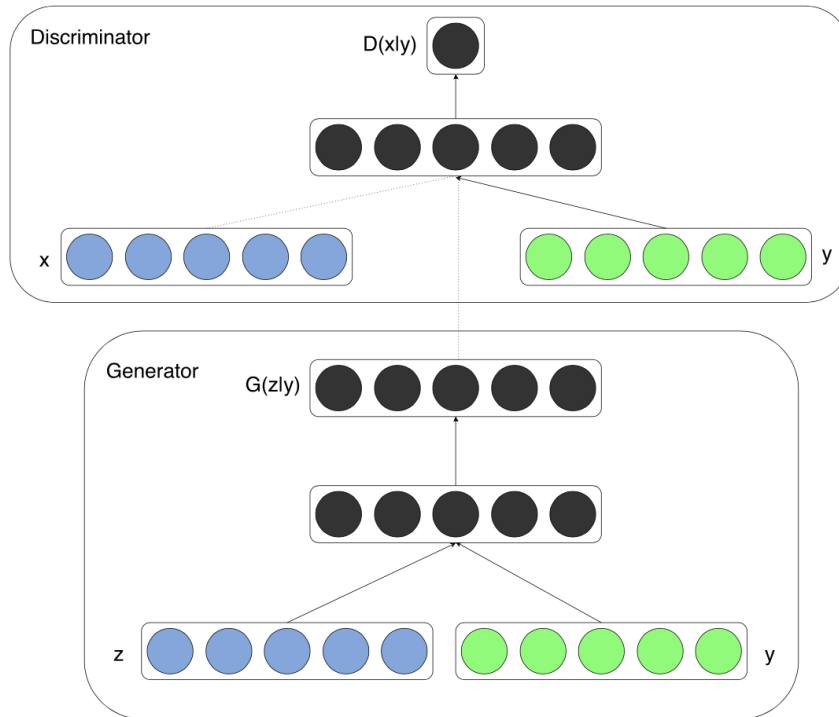 Discriminator
D(x|y)
x
y
Generator
G(z|y)
z
y